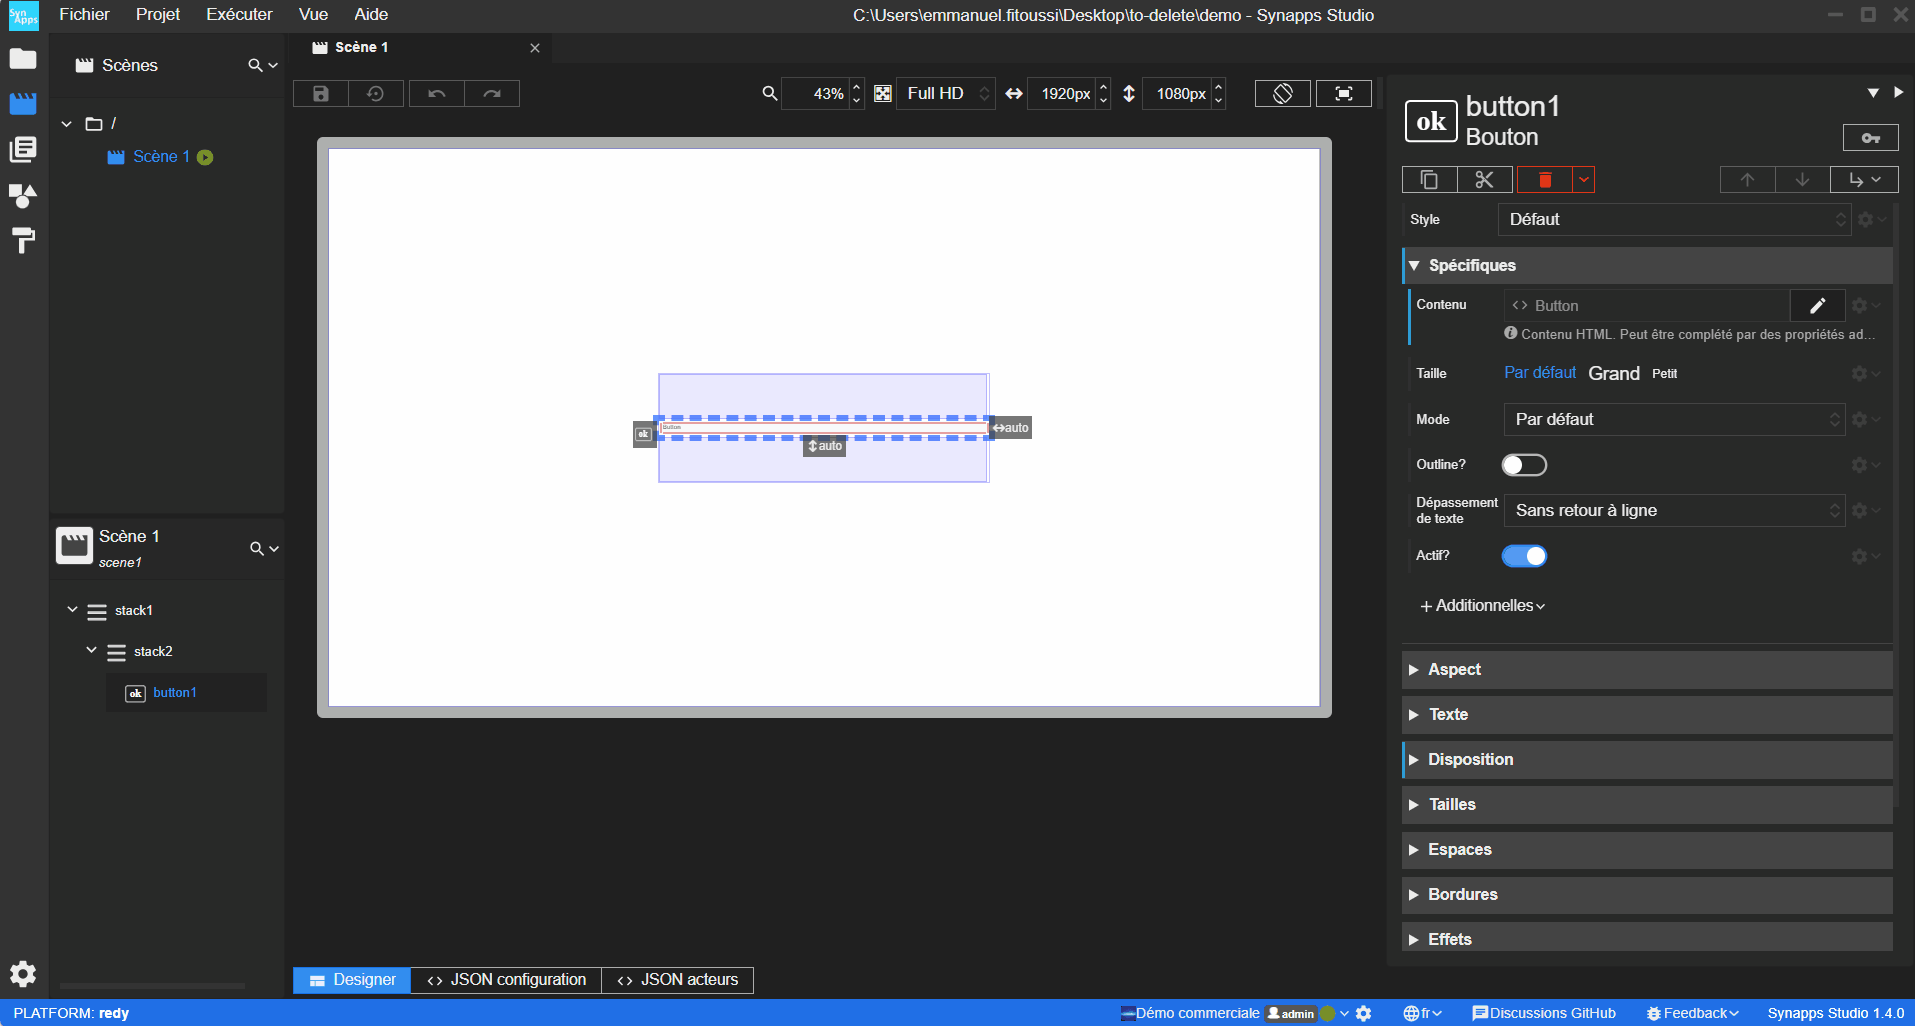 Syn Apps
Fichier Projet Exécuter Vue Aide
C:\Users\emmanuel.fitoussi\Desktop\to-delete\demo - Synapps Studio
Scènes
/
Scène 1
Scène 1
scene1
stack1
stack2
ok button1
Scène 1
43% Full HD 1920px 1080px
ok
Button
auto
auto
Designer JSON configuration JSON acteurs
ok button1
Bouton
Style Défaut
Spécifiques
Contenu <> Button
Contenu HTML. Peut être complété par des propriétés ad...
Taille Par défaut Grand Petit
Mode Par défaut
Outline?
Dépassement
de texte Sans retour à ligne
Actif?
+ Additionnelles
Aspect
Texte
Disposition
Tailles
Espaces
Bordures
Effets
PLATFORM: redy
Démo commerciale admin fr Discussions GitHub Feedback Synapps Studio 1.4.0